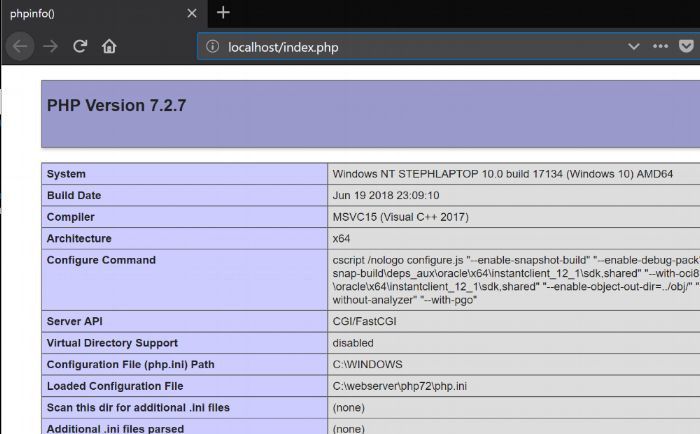 phpinfo()
localhost/index.php
PHP Version 7.2.7
System Windows NT STEPHLAPTOP 10.0 build 17134 (Windows 10) AMD64
Build Date Jun 19 2018 23:09:10
Compiler MSVC15 (Visual C++ 2017)
Architecture x64
Configure Command cscript /nologo configure.js "--enable-snapshot-build" "--enable-debug-pack"
snap-build\deps_aux\oracle\x64\instantclient_12_1\sdk,shared" "--with-oci8
\oracle\x64\instantclient_12_1\sdk,shared" "--enable-object-out-dir=../obj/" "
without-analyzer" "--with-pgo"
Server API CGI/FastCGI
Virtual Directory Support disabled
Configuration File (php.ini) Path C:\WINDOWS
Loaded Configuration File C:\webserver\php72\php.ini
Scan this dir for additional .ini files (none)
Additional .ini files parsed (none)